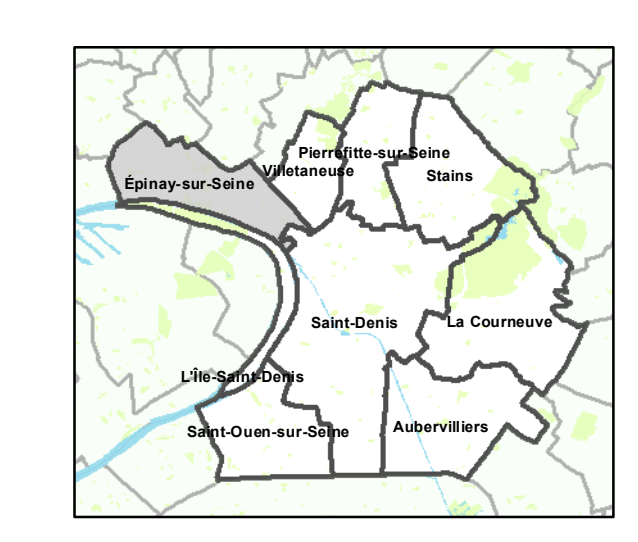 Pierrefitte-sur-Seine
Villetaneuse
Stains
Épinay-sur-Seine
Saint-Denis
La Courneuve
L'Île-Saint-Denis
Saint-Ouen-sur-Seine
Aubervilliers